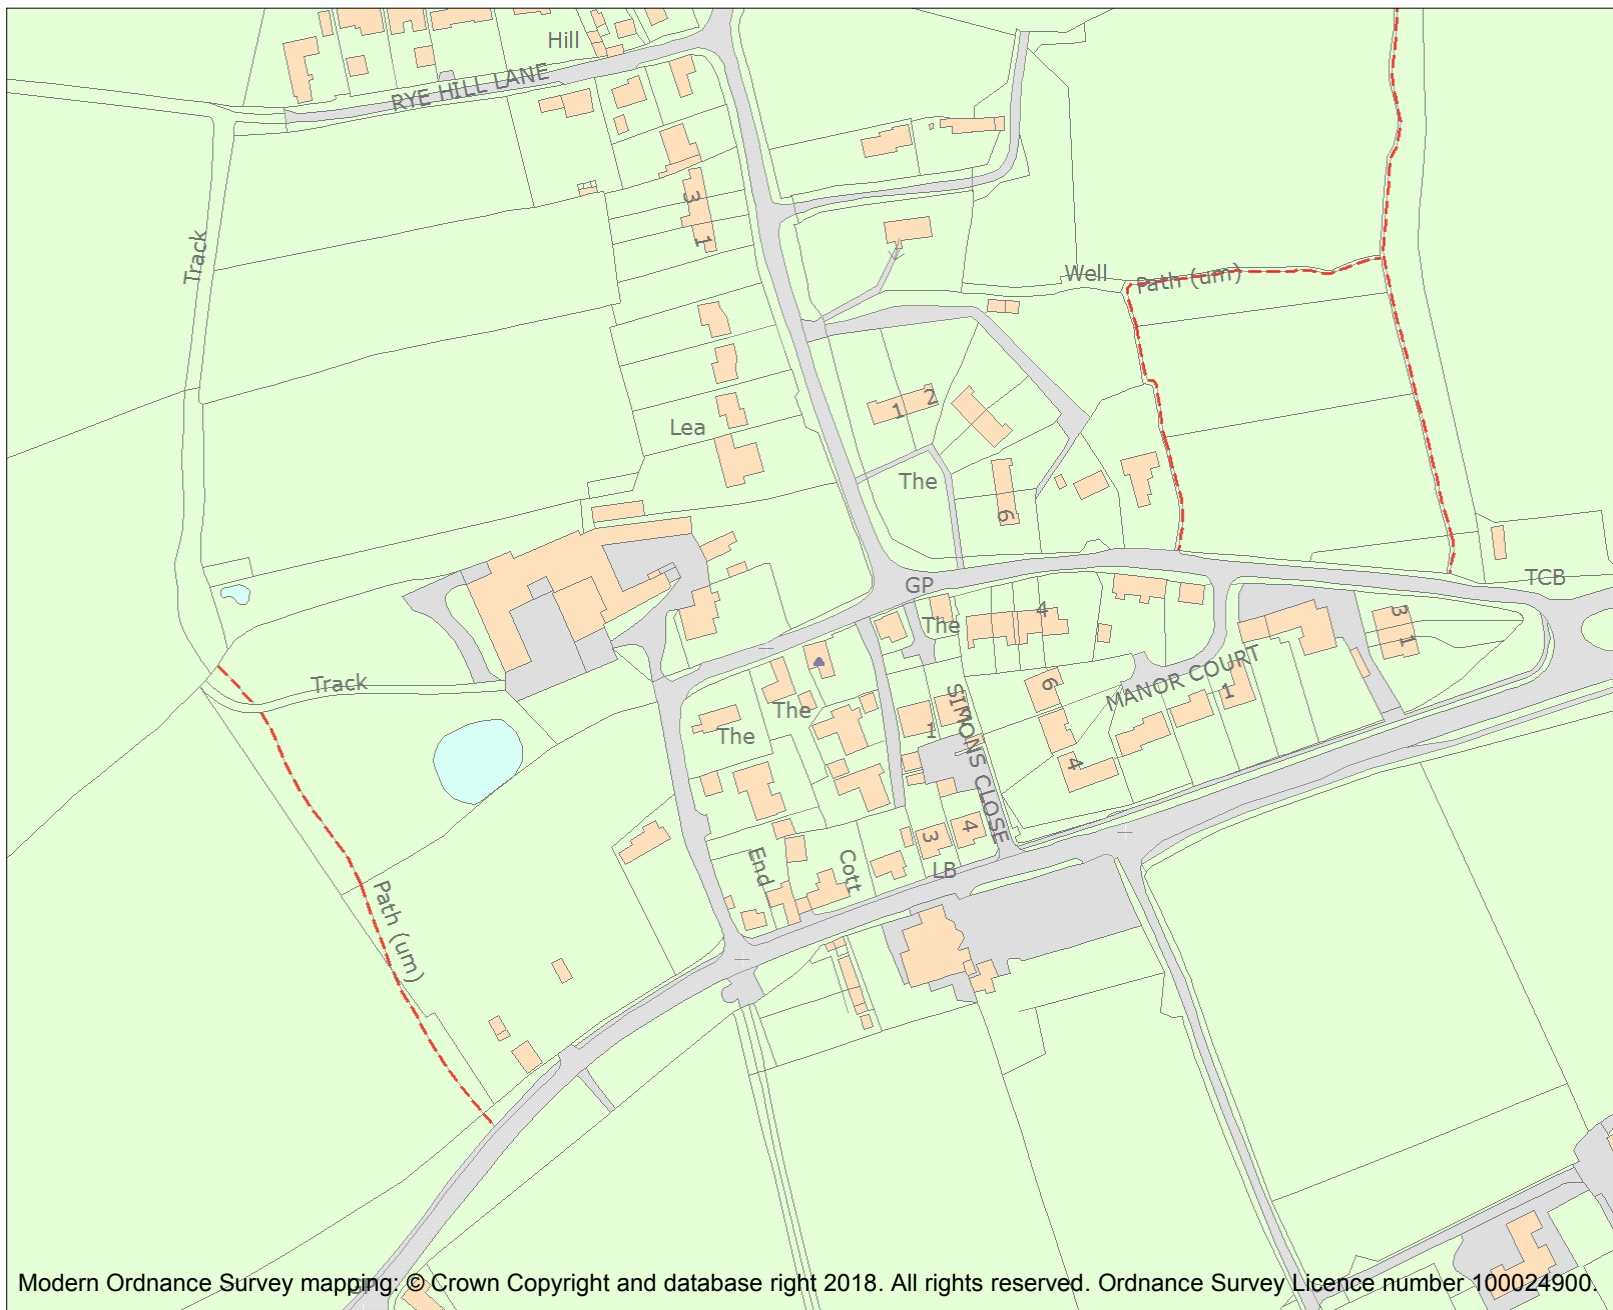 Hill
RYE HILL LANE
Track
3
1
Well
Path (um)
1
2
Lea
The
6
GP
TCB
The
4
3
1
Track
MANOR COURT
6
1
SIMONS CLOSE
The
The
1
4
3
4
End
Cott
LB
Path (um)
Modern Ordnance Survey mapping: © Crown Copyright and database right 2018. All rights reserved. Ordnance Survey Licence number 100024900.